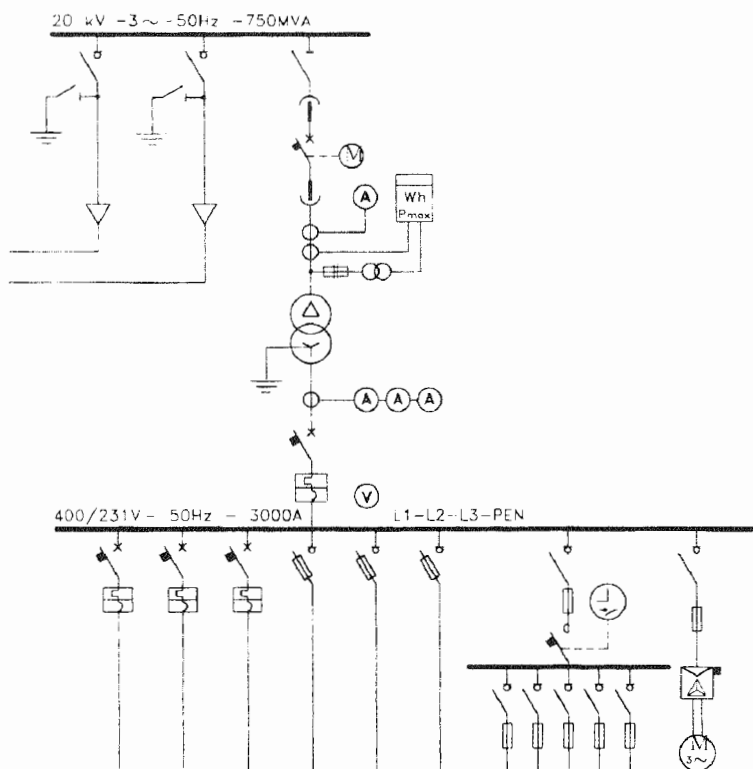 20 kV -3~ -50Hz -750MVA
M
A
Wh
Pmax
A A A
V
400/231V- 50Hz - 3000A L1-L2-L3-PEN
M
3~